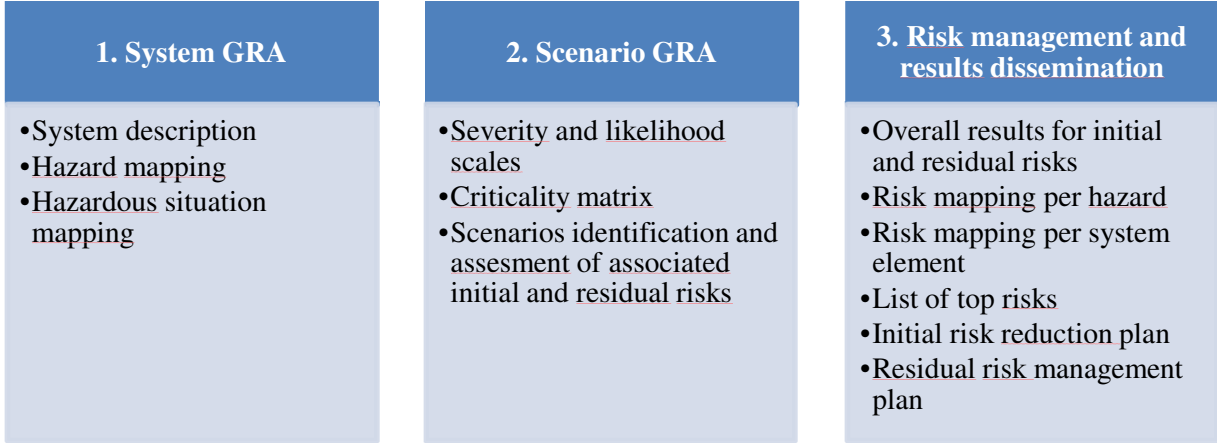 1. System GRA
•System description
•Hazard mapping
•Hazardous situation
mapping
2. Scenario GRA
•Severity and likelihood
scales
•Criticality matrix
•Scenarios identification and
assesment of associated
initial and residual risks
3. Risk management and
results dissemination
•Overall results for initial
and residual risks
•Risk mapping per hazard
•Risk mapping per system
element
•List of top risks
•Initial risk reduction plan
•Residual risk management
plan